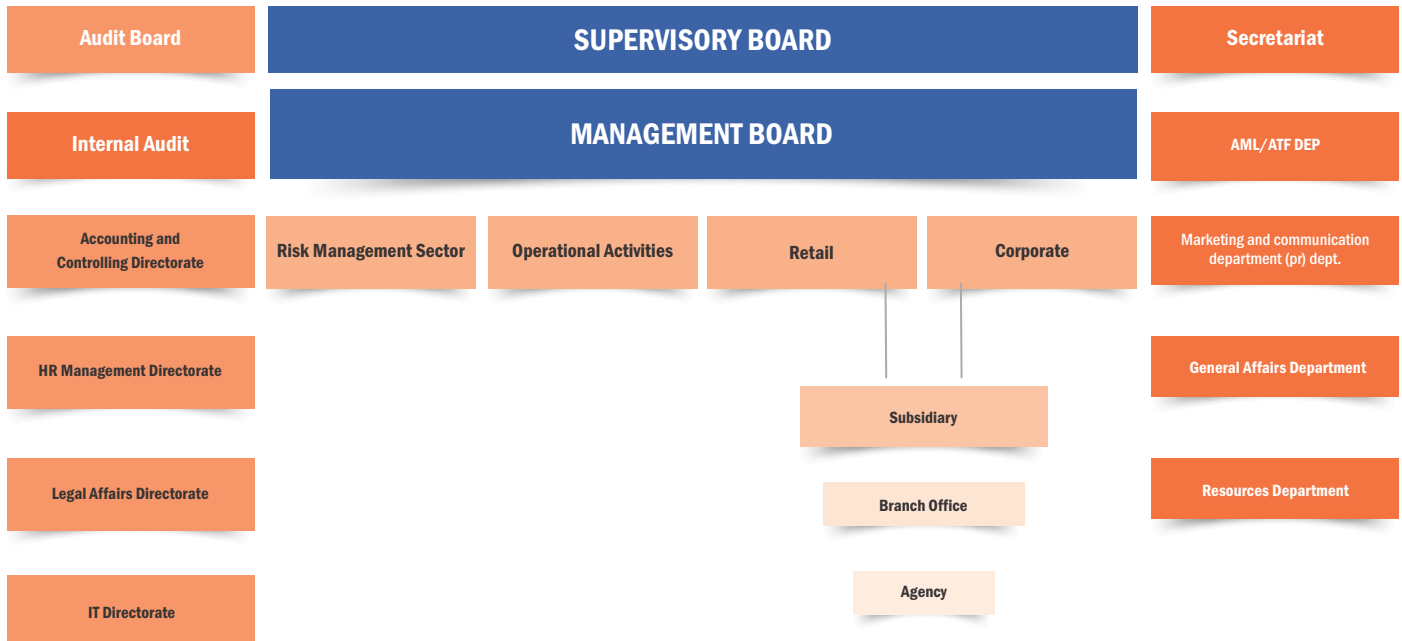 Audit Board
SUPERVISORY BOARD
Secretariat
Internal Audit
MANAGEMENT BOARD
AML/ATF DEP
Accounting and
Controlling Directorate
Risk Management Sector
Operational Activities
Retail
Corporate
Marketing and communication
department (pr) dept.
HR Management Directorate
General Affairs Department
Subsidiary
Legal Affairs Directorate
Branch Office
Resources Department
IT Directorate
Agency